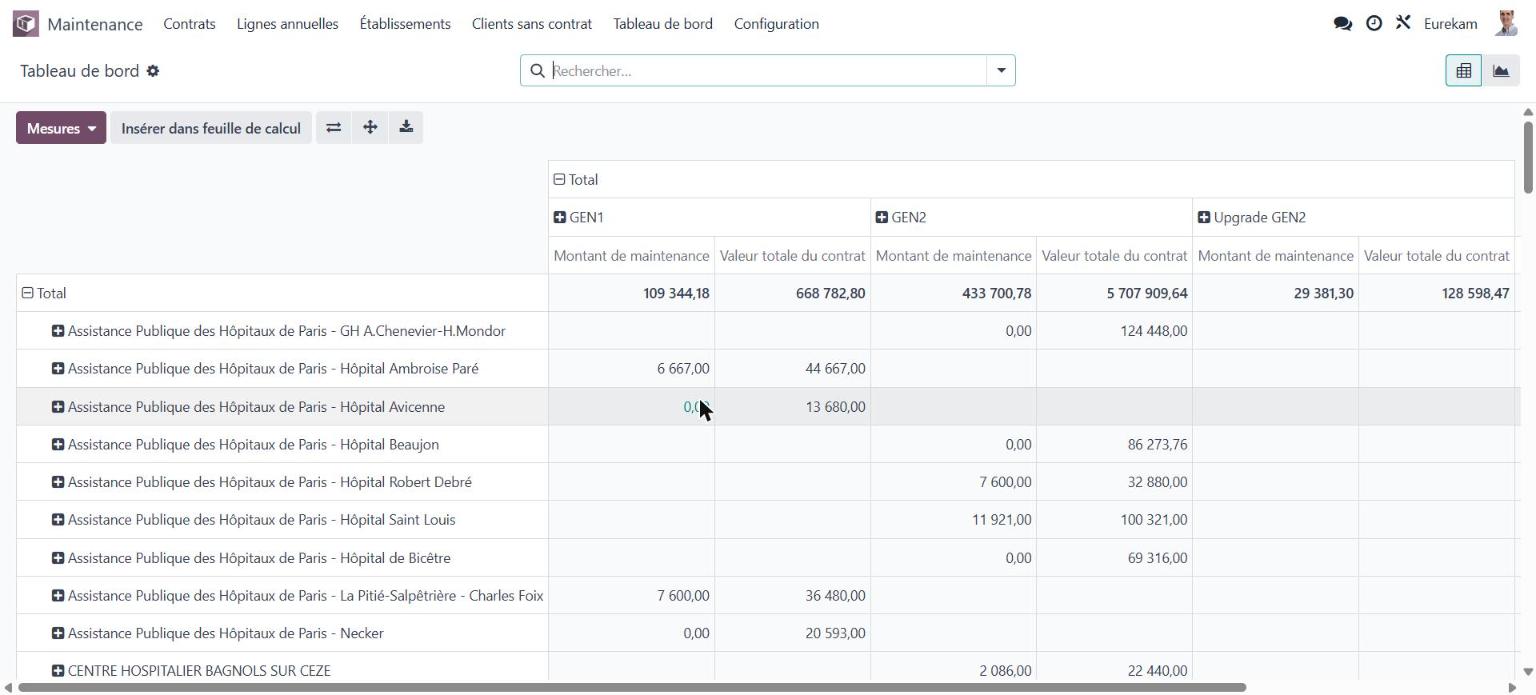 Maintenance Contrats Lignes annuelles Établissements Clients sans contrat Tableau de bord Configuration Eurekam
Tableau de bord Rechercher...
Mesures Insérer dans feuille de calcul
Total
GEN1 GEN2 Upgrade GEN2
Montant de maintenance Valeur totale du contrat Montant de maintenance Valeur totale du contrat Montant de maintenance Valeur totale du contrat
Total 109 344,18 668 782,80 433 700,78 5 707 909,64 29 381,30 128 598,47
Assistance Publique des Hôpitaux de Paris - GH A.Chenevier-H.Mondor 0,00 124 448,00
Assistance Publique des Hôpitaux de Paris - Hôpital Ambroise Paré 6 667,00 44 667,00
Assistance Publique des Hôpitaux de Paris - Hôpital Avicenne 13 680,00
Assistance Publique des Hôpitaux de Paris - Hôpital Beaujon 0,00 86 273,76
Assistance Publique des Hôpitaux de Paris - Hôpital Robert Debré 7 600,00 32 880,00
Assistance Publique des Hôpitaux de Paris - Hôpital Saint Louis 11 921,00 100 321,00
Assistance Publique des Hôpitaux de Paris - Hôpital de Bicêtre 0,00 69 316,00
Assistance Publique des Hôpitaux de Paris - La Pitié-Salpêtrière - Charles Foix 7 600,00 36 480,00
Assistance Publique des Hôpitaux de Paris - Necker 0,00 20 593,00
CENTRE HOSPITALIER BAGNOLS SUR CEZE 2 086,00 22 440,00